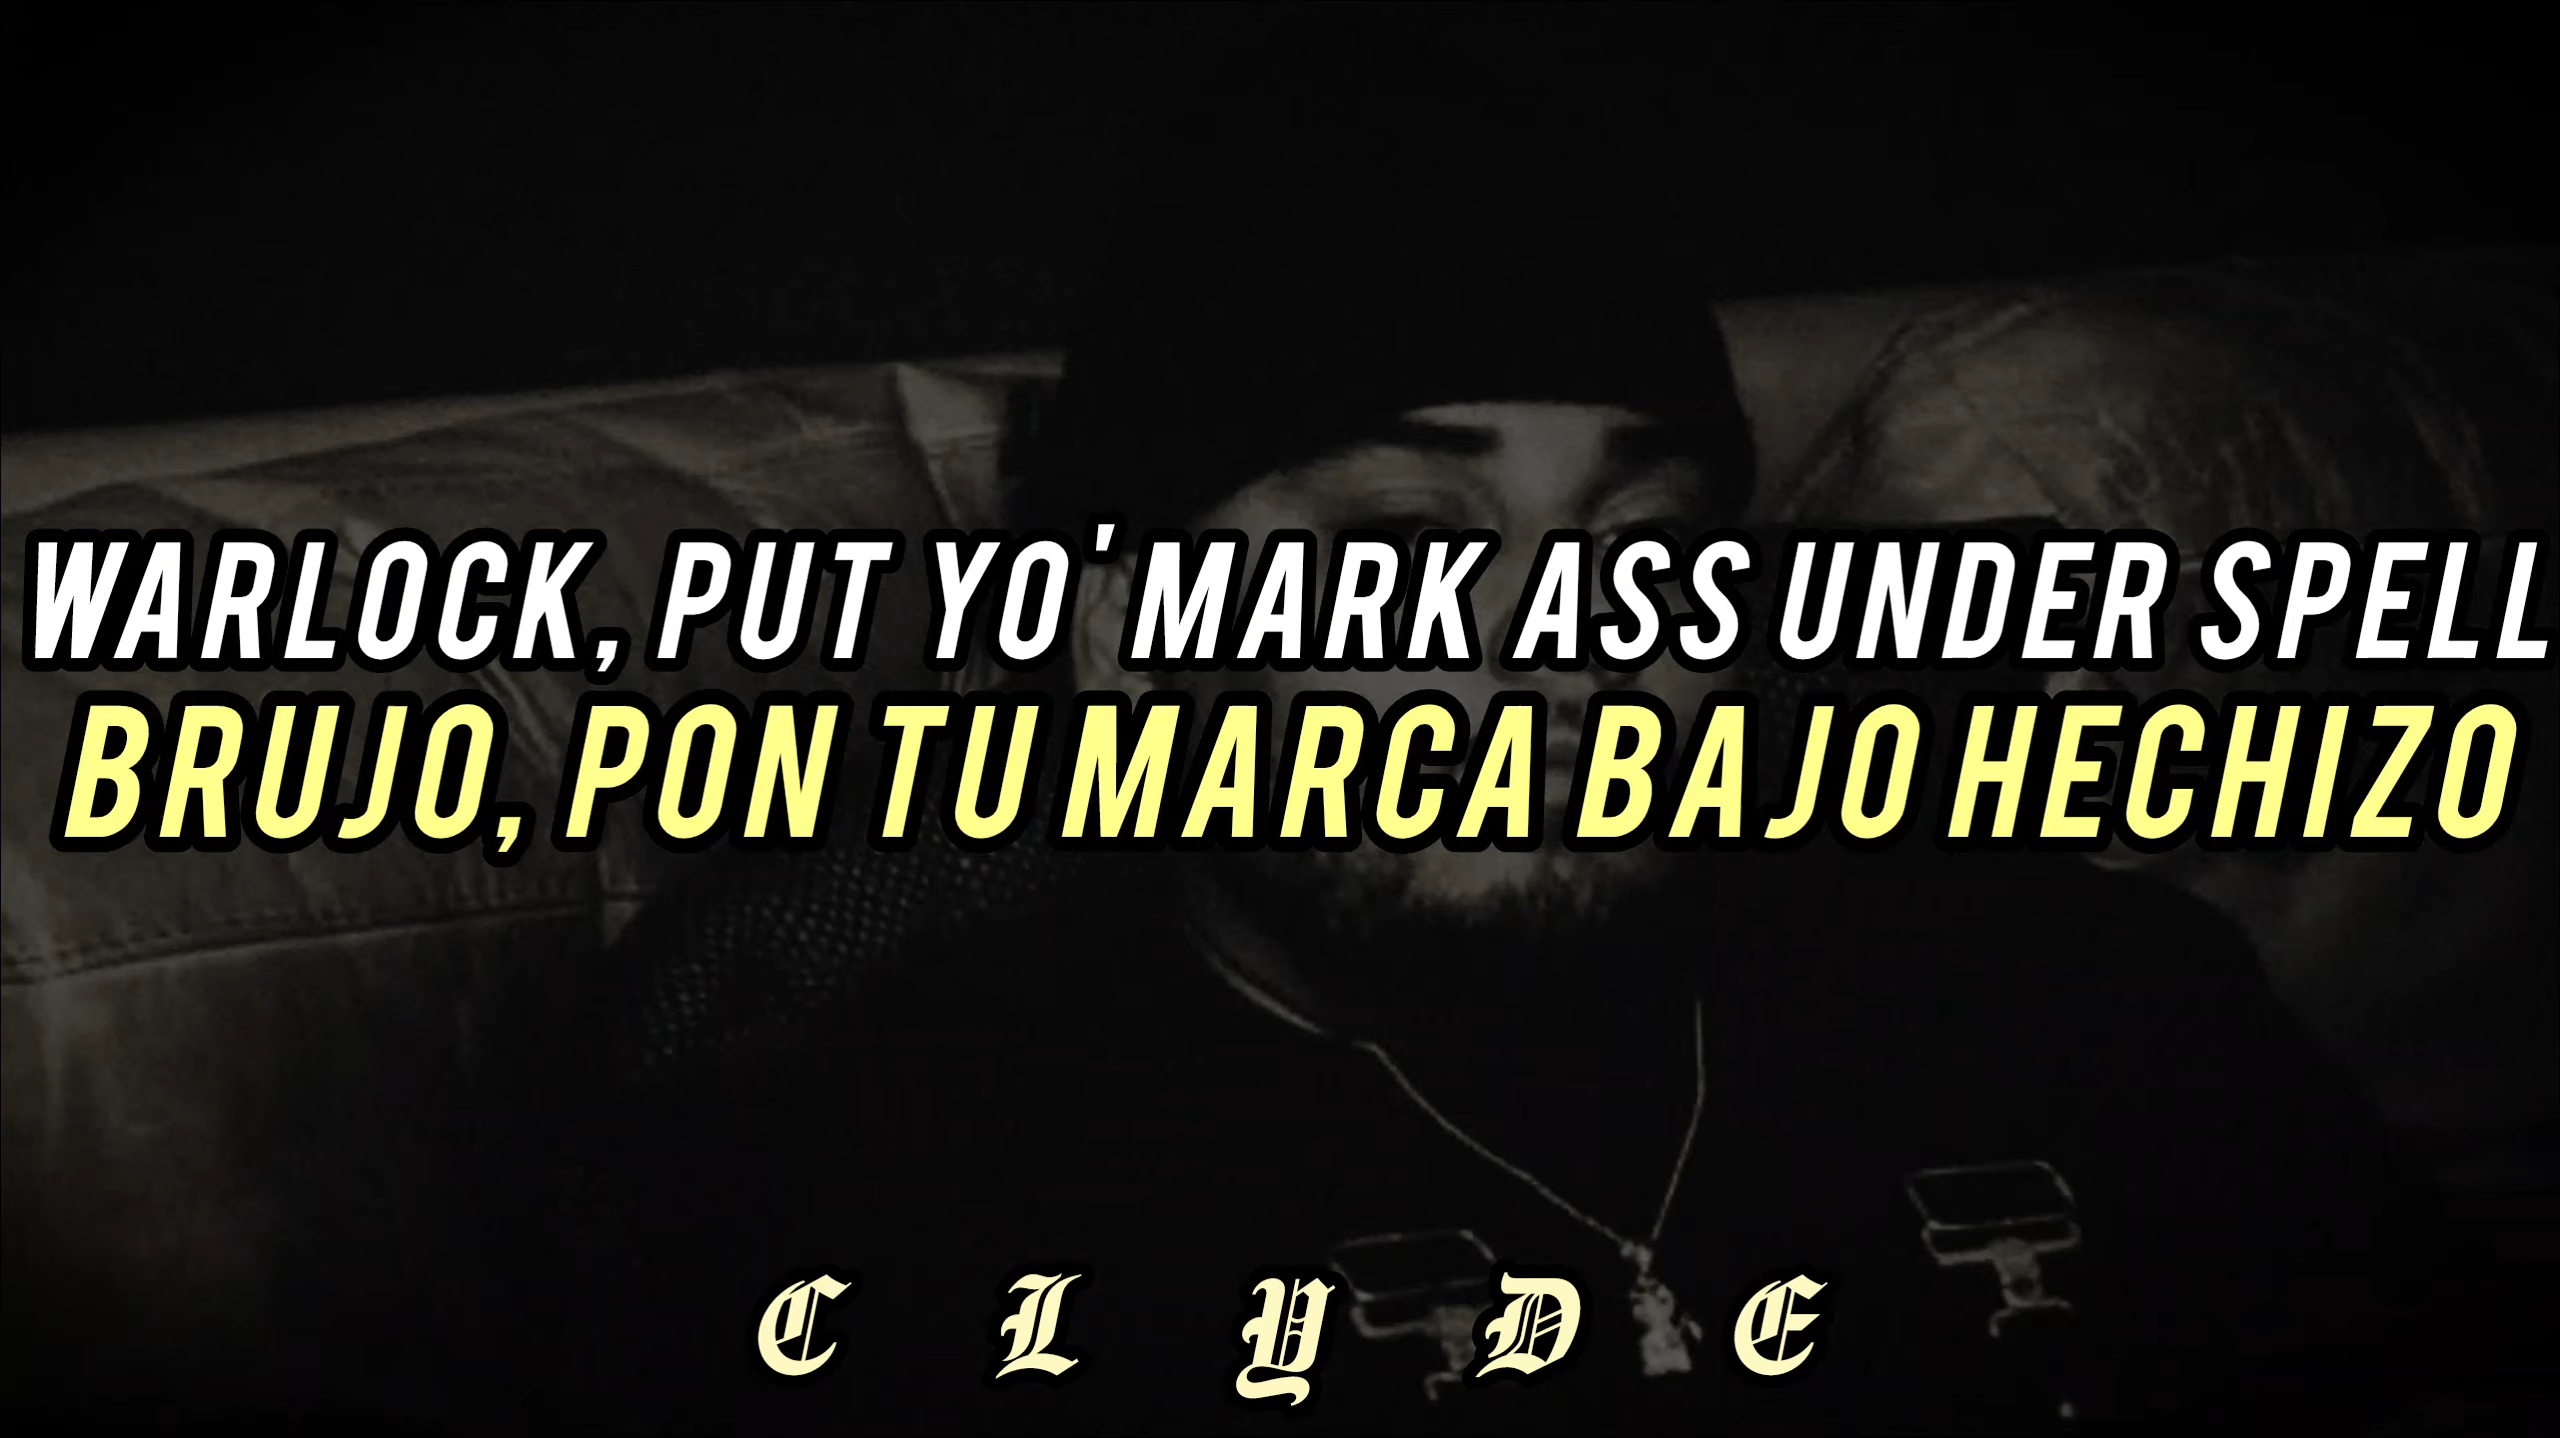 WARLOCK, PUT YO' MARK ASS UNDER SPELL
BRUJO, PON TU MARCA BAJO HECHIZO
C L Y D E